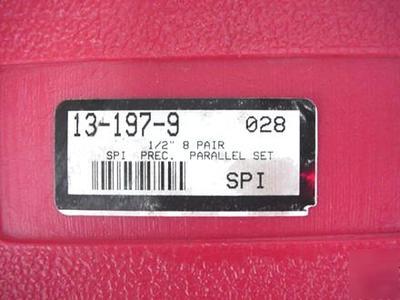 13-197-9 028
1/2" 8 PAIR
SPI PREC. PARALLEL SET
SPI